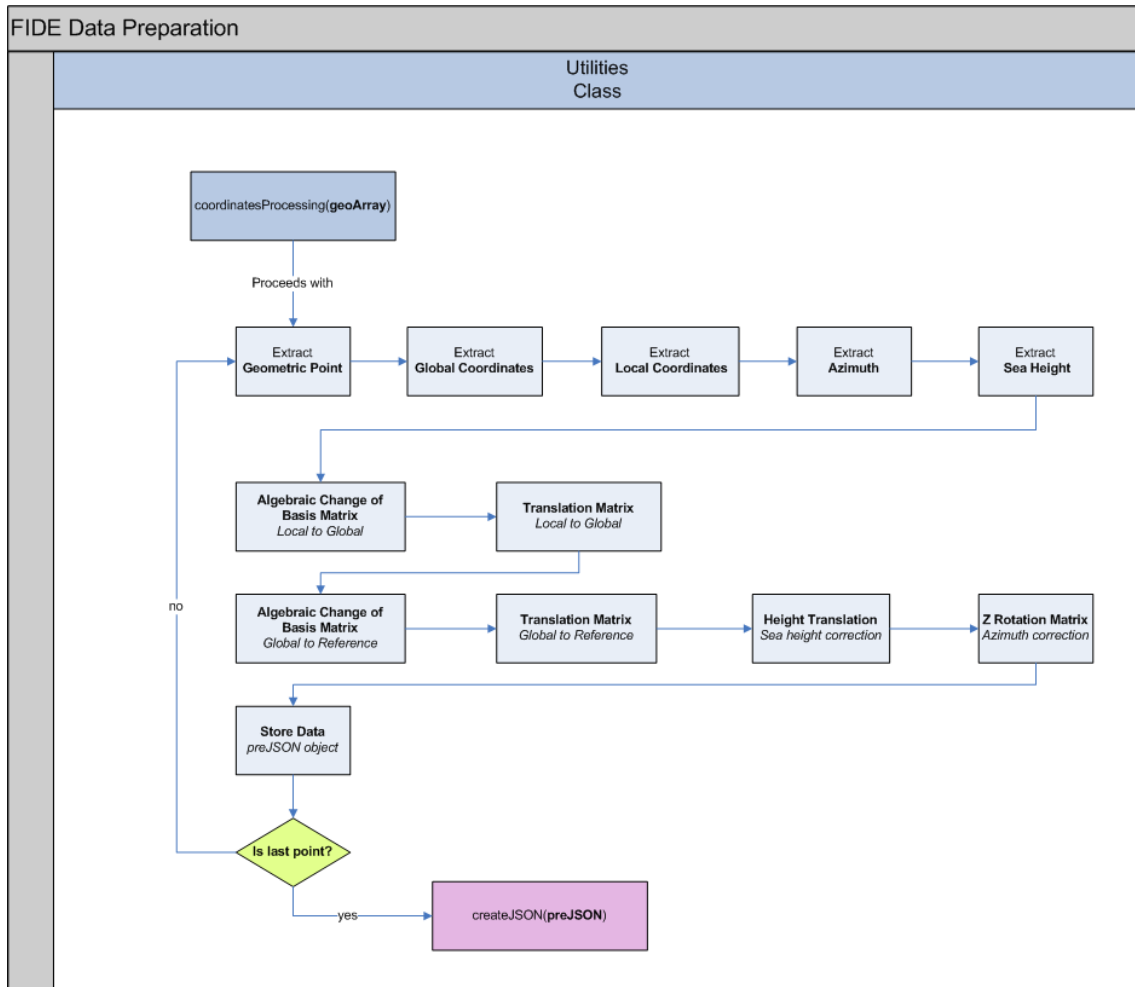 FIDE Data Preparation
Utilities
Class
coordinatesProcessing(geoArray)
Proceeds with
Extract
Geometric Point
Extract
Global Coordinates
Extract
Local Coordinates
Extract
Azimuth
Extract
Sea Height
Algebraic Change of
Basis Matrix
Local to Global
Translation Matrix
Local to Global
no
Algebraic Change of
Basis Matrix
Global to Reference
Translation Matrix
Global to Reference
Height Translation
Sea height correction
Z Rotation Matrix
Azimuth correction
Store Data
preJSON object
Is last point?
yes
createJSON(preJSON)